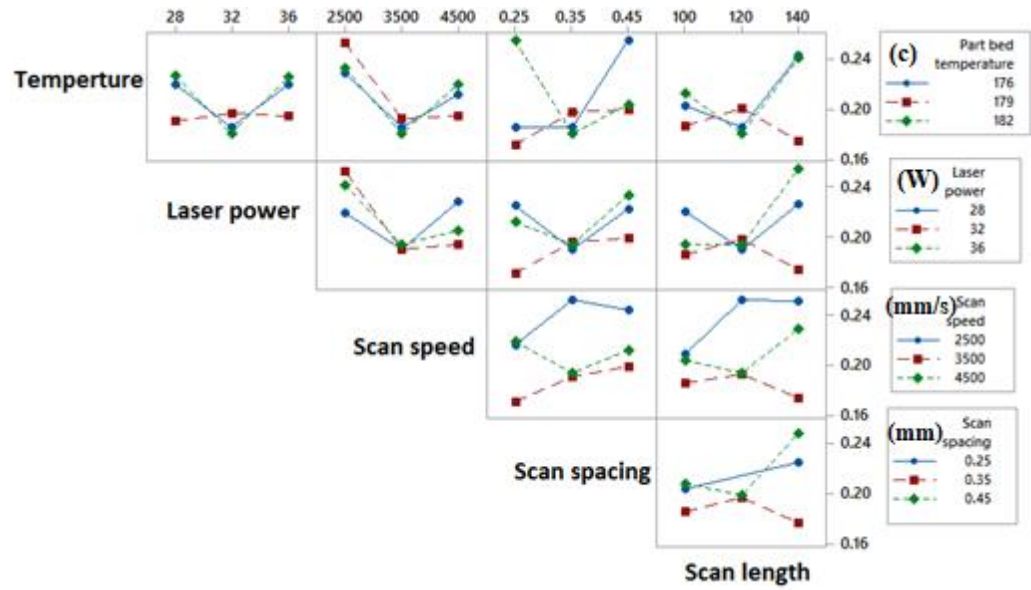 28 32 36 2500 3500 4500 0.25 0.35 0.45 100 120 140
Temperture
0.24
0.20
0.16
(c) Part bed
temperature
176
179
182
Laser power
0.24
0.20
0.16
(W) Laser
power
28
32
36
Scan speed
0.24
0.20
0.16
(mm/s) Scan
speed
2500
3500
4500
Scan spacing
0.24
0.20
0.16
(mm) Scan
spacing
0.25
0.35
0.45
Scan length